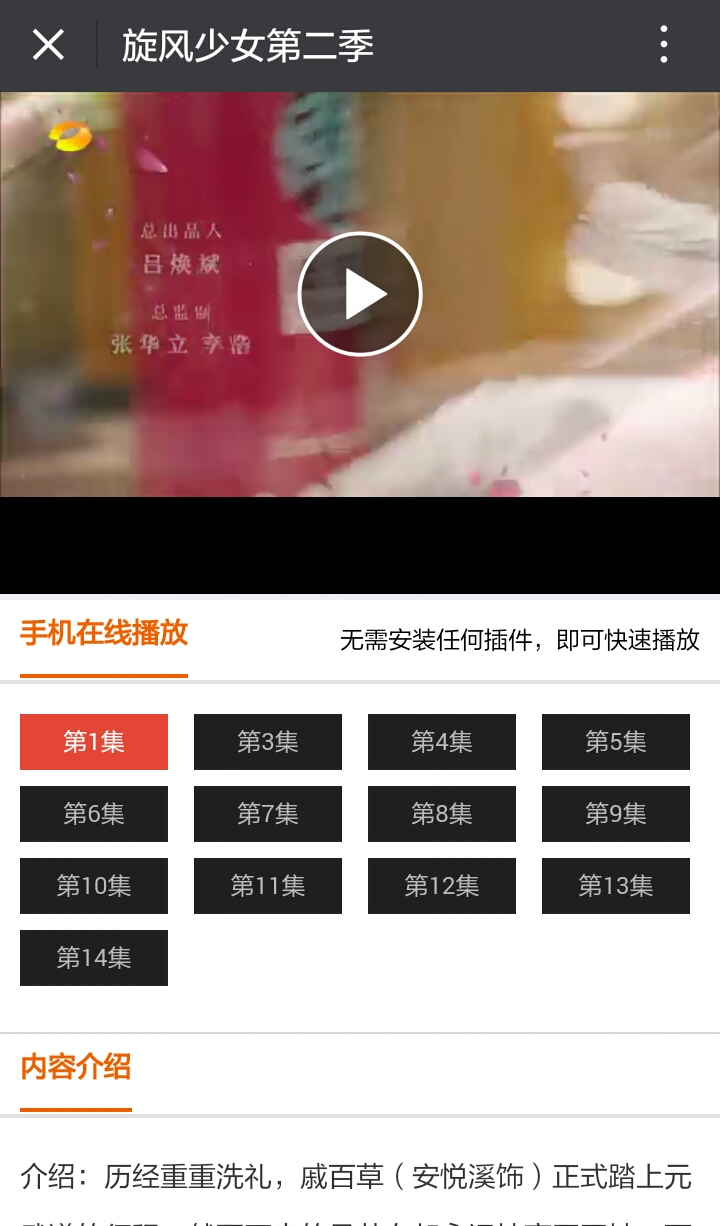 旋风少女第二季
总出品人
吕焕斌
总监制
张华立 李浩
手机在线播放
无需安装任何插件，即可快速播放
第1集 第3集 第4集 第5集
第6集 第7集 第8集 第9集
第10集 第11集 第12集 第13集
第14集
内容介绍
介绍：历经重重洗礼，戚百草（安悦溪饰）正式踏上元